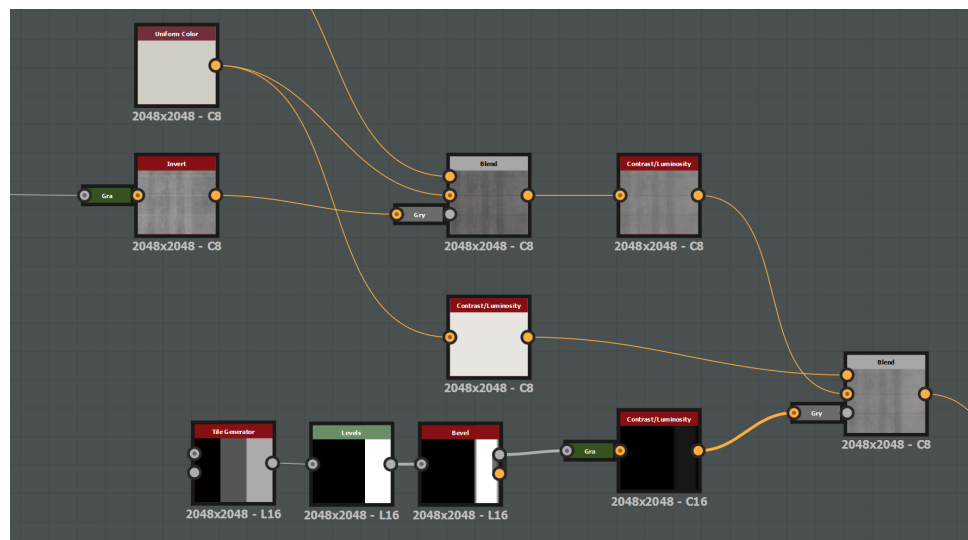 Uniform Color
2048x2048 - C8
Invert
Gra
2048x2048 - C8
Blend
Gry
2048x2048 - C8
Contrast/Luminosity
2048x2048 - C8
Contrast/Luminosity
2048x2048 - C8
Blend
Gry
2048x2048 - C8
Tile Generator
2048x2048 - L16
Levels
2048x2048 - L16
Bevel
2048x2048 - L16
Gra
Contrast/Luminosity
2048x2048 - C16